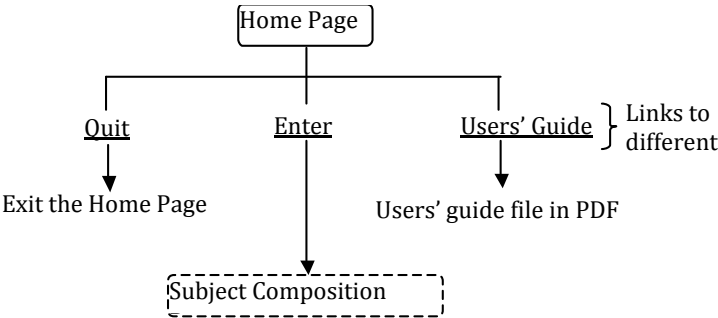 Home Page
Quit
Enter
Users’ Guide
Links to
different
Exit the Home Page
Users’ guide file in PDF
Subject Composition